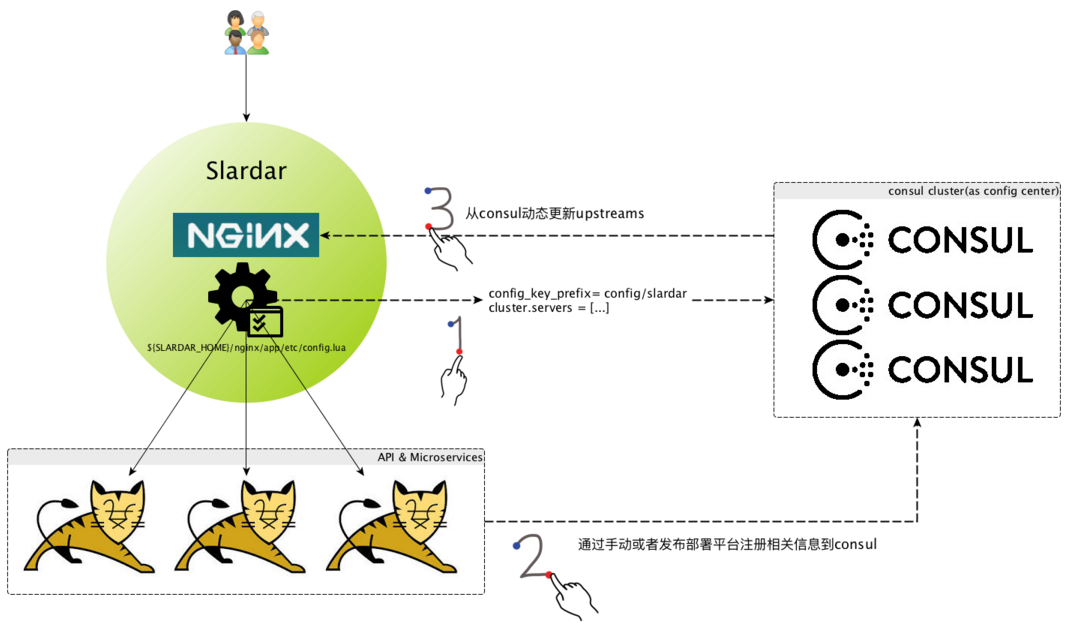 Slardar
NGiNX
${SLARDAR_HOME}/nginx/app/etc/config.lua
3
从consul动态更新upstreams
config_key_prefix= config/slardar
cluster.servers = [...]
1
consul cluster(as config center)
CONSUL
CONSUL
CONSUL
API & Microservices
2
通过手动或者发布部署平台注册相关信息到consul